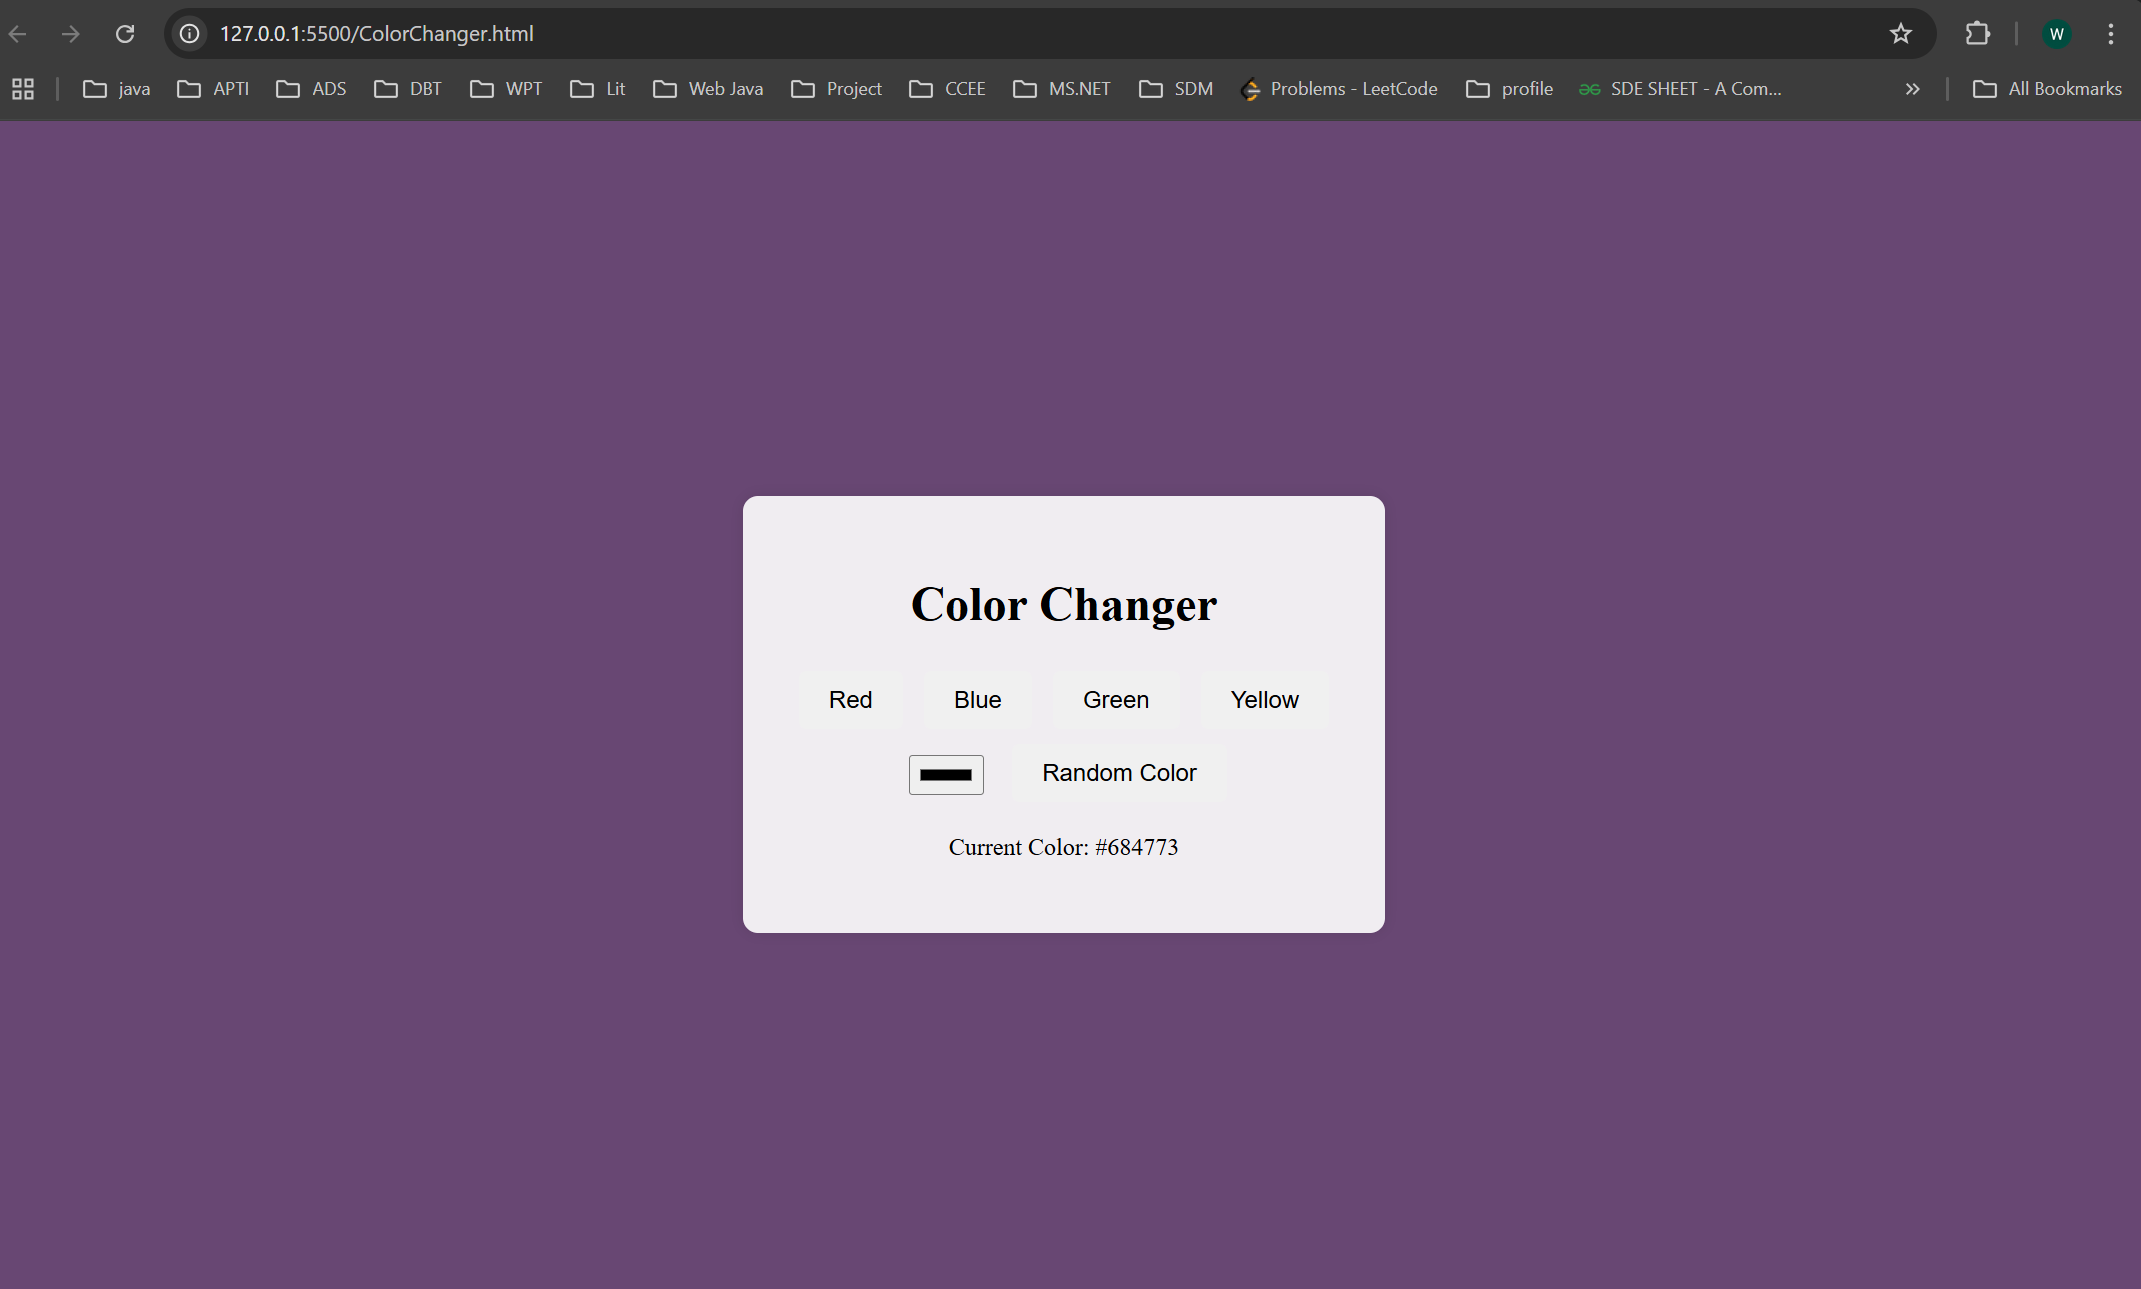 127.0.0.1:5500/ColorChanger.html
W
java APTI ADS DBT WPT Lit Web Java Project CCEE MS.NET SDM Problems - LeetCode profile SDE SHEET - A Com... All Bookmarks
Color Changer
Red Blue Green Yellow
Random Color
Current Color: #684773